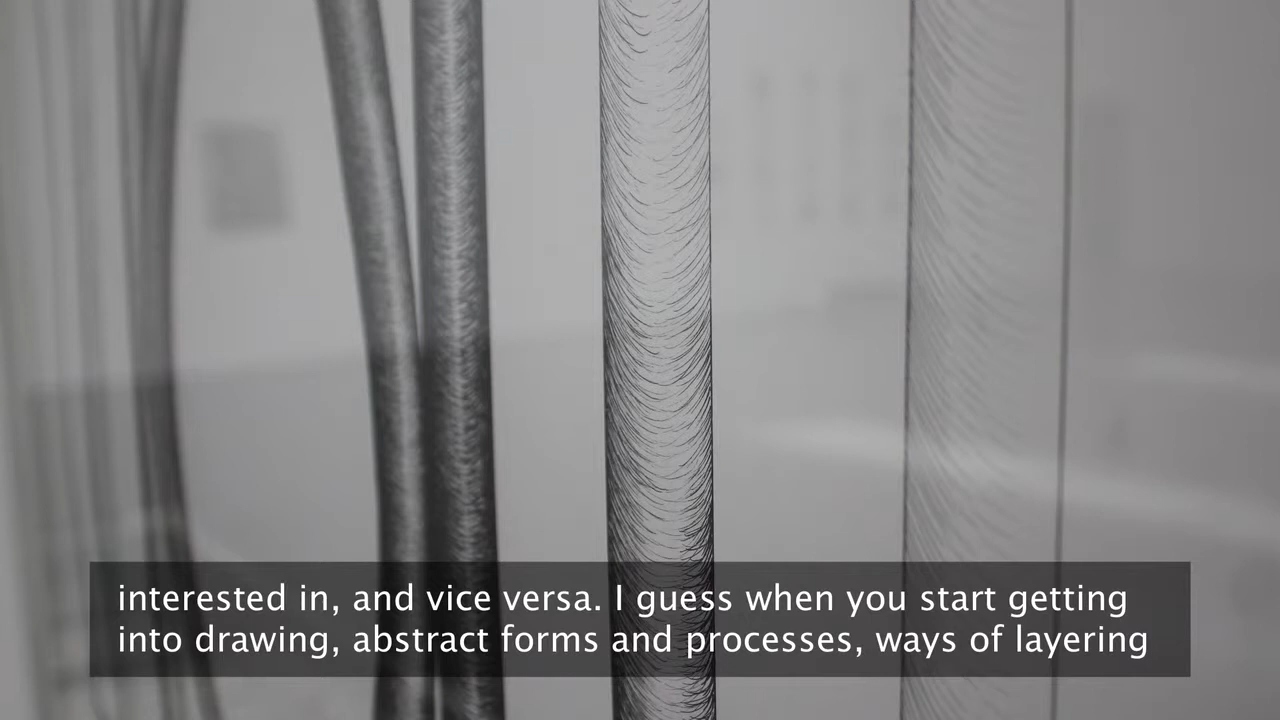 interested in, and vice versa. I guess when you start getting
into drawing, abstract forms and processes, ways of layering